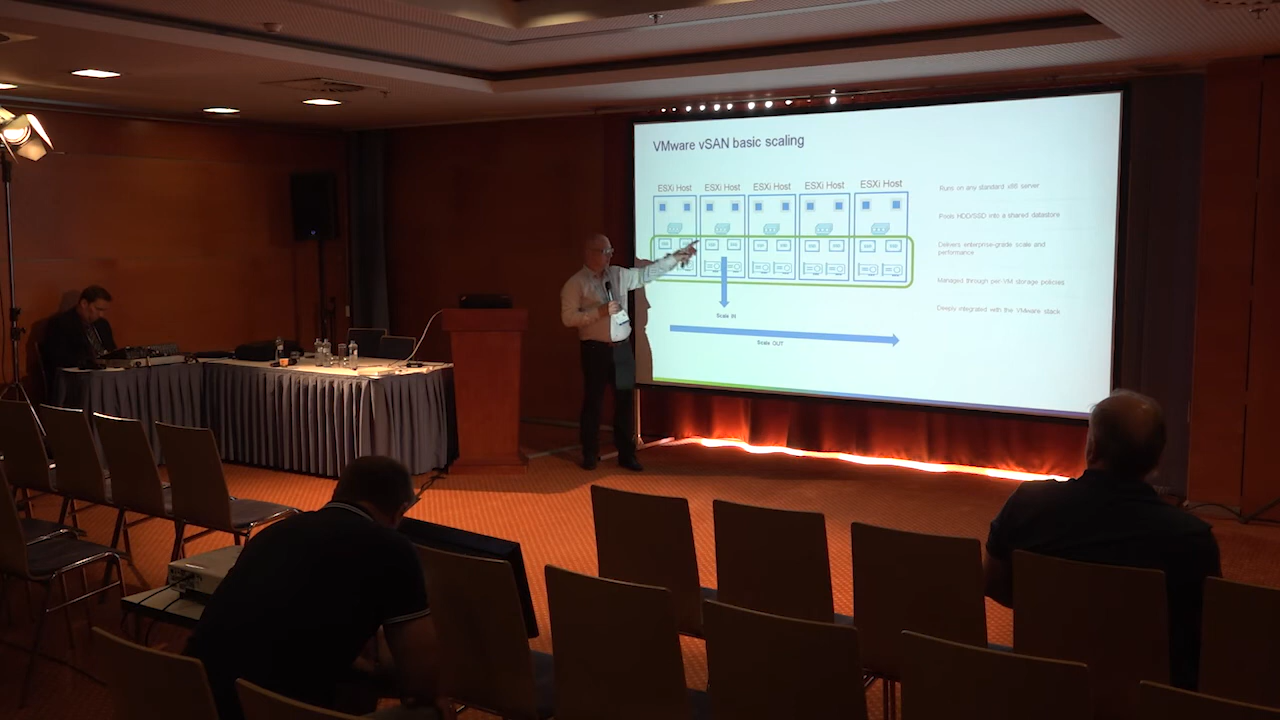 VMware vSAN basic scaling
ESXi Host ESXi Host ESXi Host ESXi Host ESXi Host
Runs on any standard x86 server
Pools HDD/SSD into a shared datastore
Delivers enterprise-grade scale and
performance
Managed through per-VM storage policies
Deeply integrated with the VMware stack
Scale IN
Scale OUT